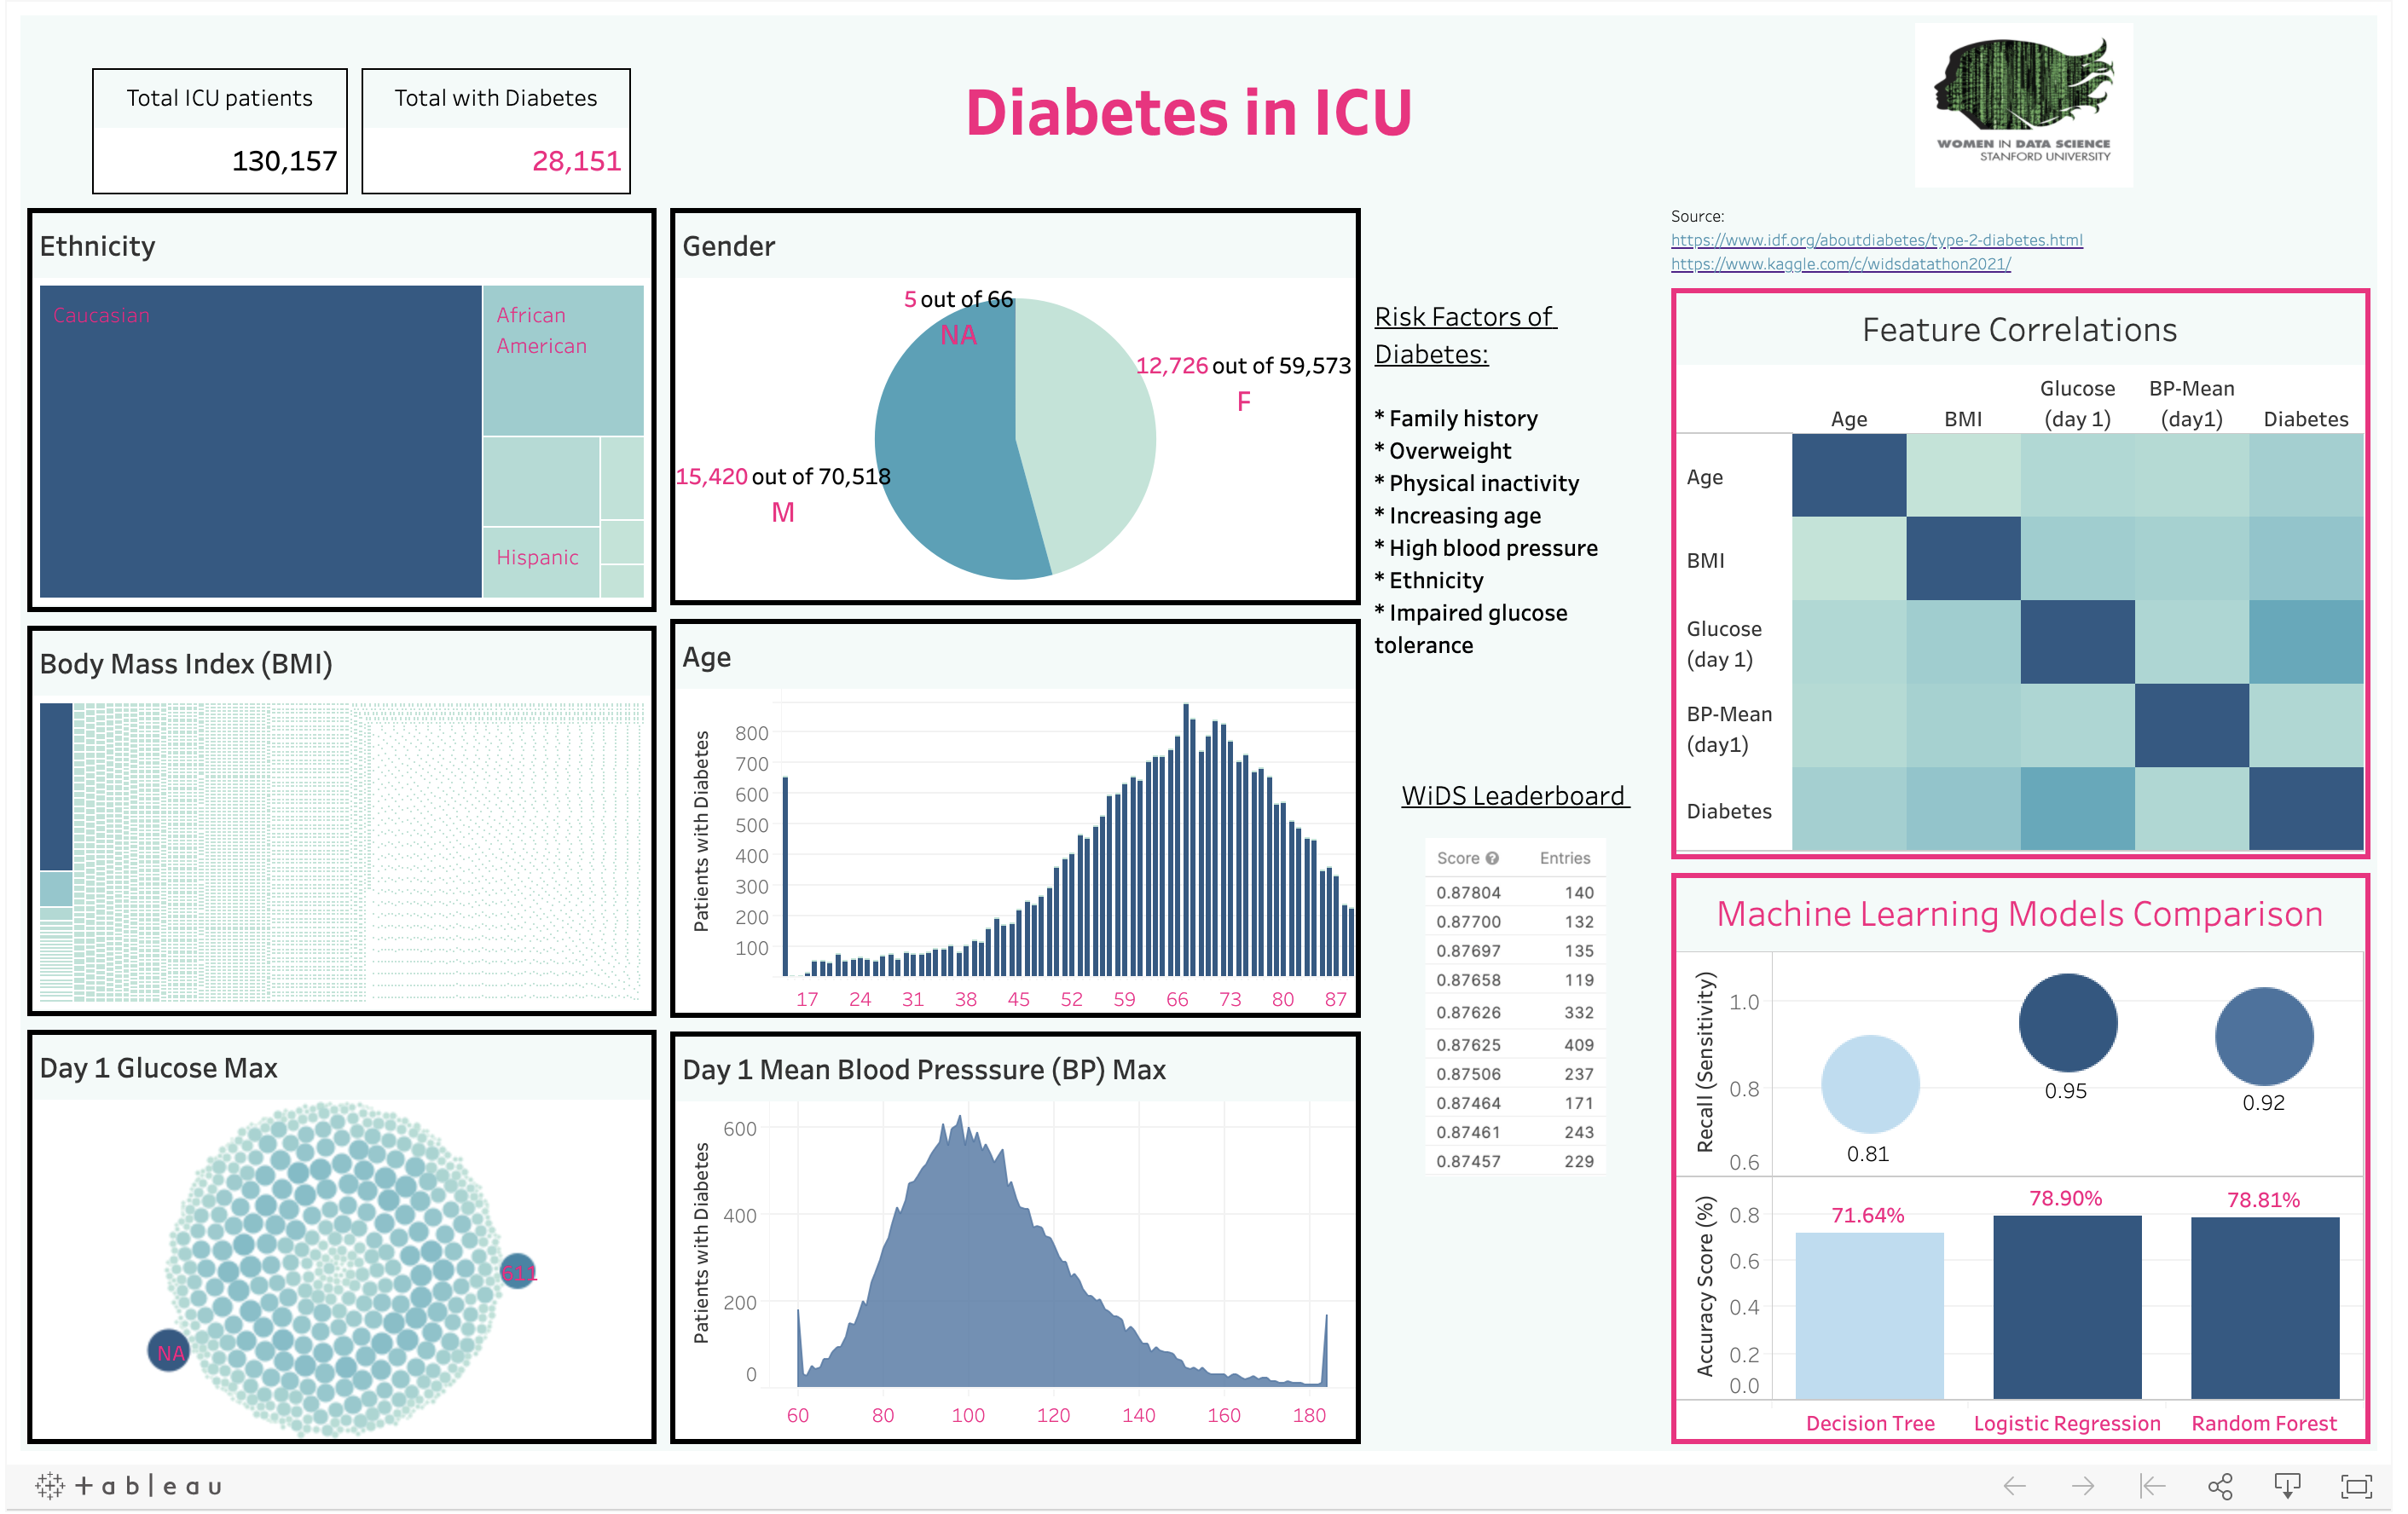 Total ICU patients
130,157
Total with Diabetes
28,151
Diabetes in ICU
WOMEN IN DATA SCIENCE
STANFORD UNIVERSITY
Ethnicity
Caucasian
African
American
Hispanic
Gender
5 out of 66
NA
12,726 out of 59,573
F
15,420 out of 70,518
M
Risk Factors of
Diabetes:
* Family history
* Overweight
* Physical inactivity
* Increasing age
* High blood pressure
* Ethnicity
* Impaired glucose
tolerance
Source:
https://www.idf.org/aboutdiabetes/type-2-diabetes.html
https://www.kaggle.com/c/widsdatathon2021/
Feature Correlations
Age
BMI
Glucose
(day 1)
BP-Mean
(day1)
Diabetes
Age
BMI
Glucose
(day 1)
BP-Mean
(day1)
Diabetes
Body Mass Index (BMI)
Age
Patients with Diabetes
800
700
600
500
400
300
200
100
17 24 31 38 45 52 59 66 73 80 87
WiDS Leaderboard
Score ? Entries
0.87804 140
0.87700 132
0.87697 135
0.87658 119
0.87626 332
0.87625 409
0.87506 237
0.87464 171
0.87461 243
0.87457 229
Machine Learning Models Comparison
Recall (Sensitivity)
1.0
0.8
0.6
0.81
0.95
0.92
Accuracy Score (%)
0.8
0.6
0.4
0.2
0.0
71.64%
78.90%
78.81%
Decision Tree
Logistic Regression
Random Forest
Day 1 Glucose Max
611
NA
Day 1 Mean Blood Presssure (BP) Max
Patients with Diabetes
600
400
200
0
60 80 100 120 140 160 180
+ableau